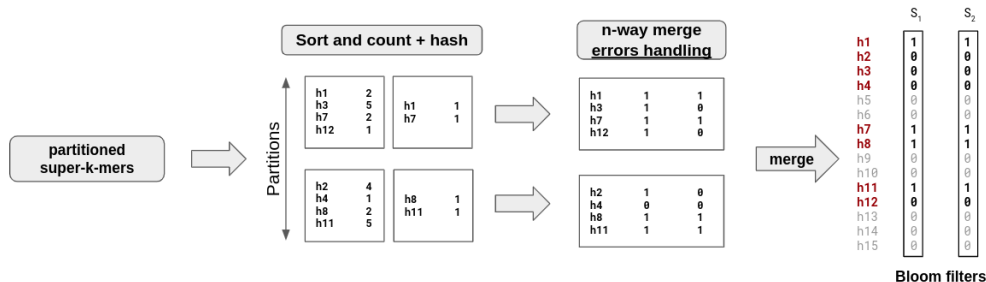 Sort and count + hash
n-way merge
errors handling
partitioned
super-k-mers
Partitions
h1 2
h3 5
h7 2
h12 1
h1 1
h7 1
h2 4
h4 1
h8 2
h11 5
h8 1
h11 1
h1 1 1
h3 1 0
h7 1 1
h12 1 0
h2 1 0
h4 0 0
h8 1 1
h11 1 1
merge
S1 S2
h1 1 1
h2 0 0
h3 0 0
h4 0 0
h5 0 0
h6 0 0
h7 1 1
h8 1 1
h9 0 0
h10 0 0
h11 1 1
h12 0 0
h13 0 0
h14 0 0
h15 0 0
Bloom filters